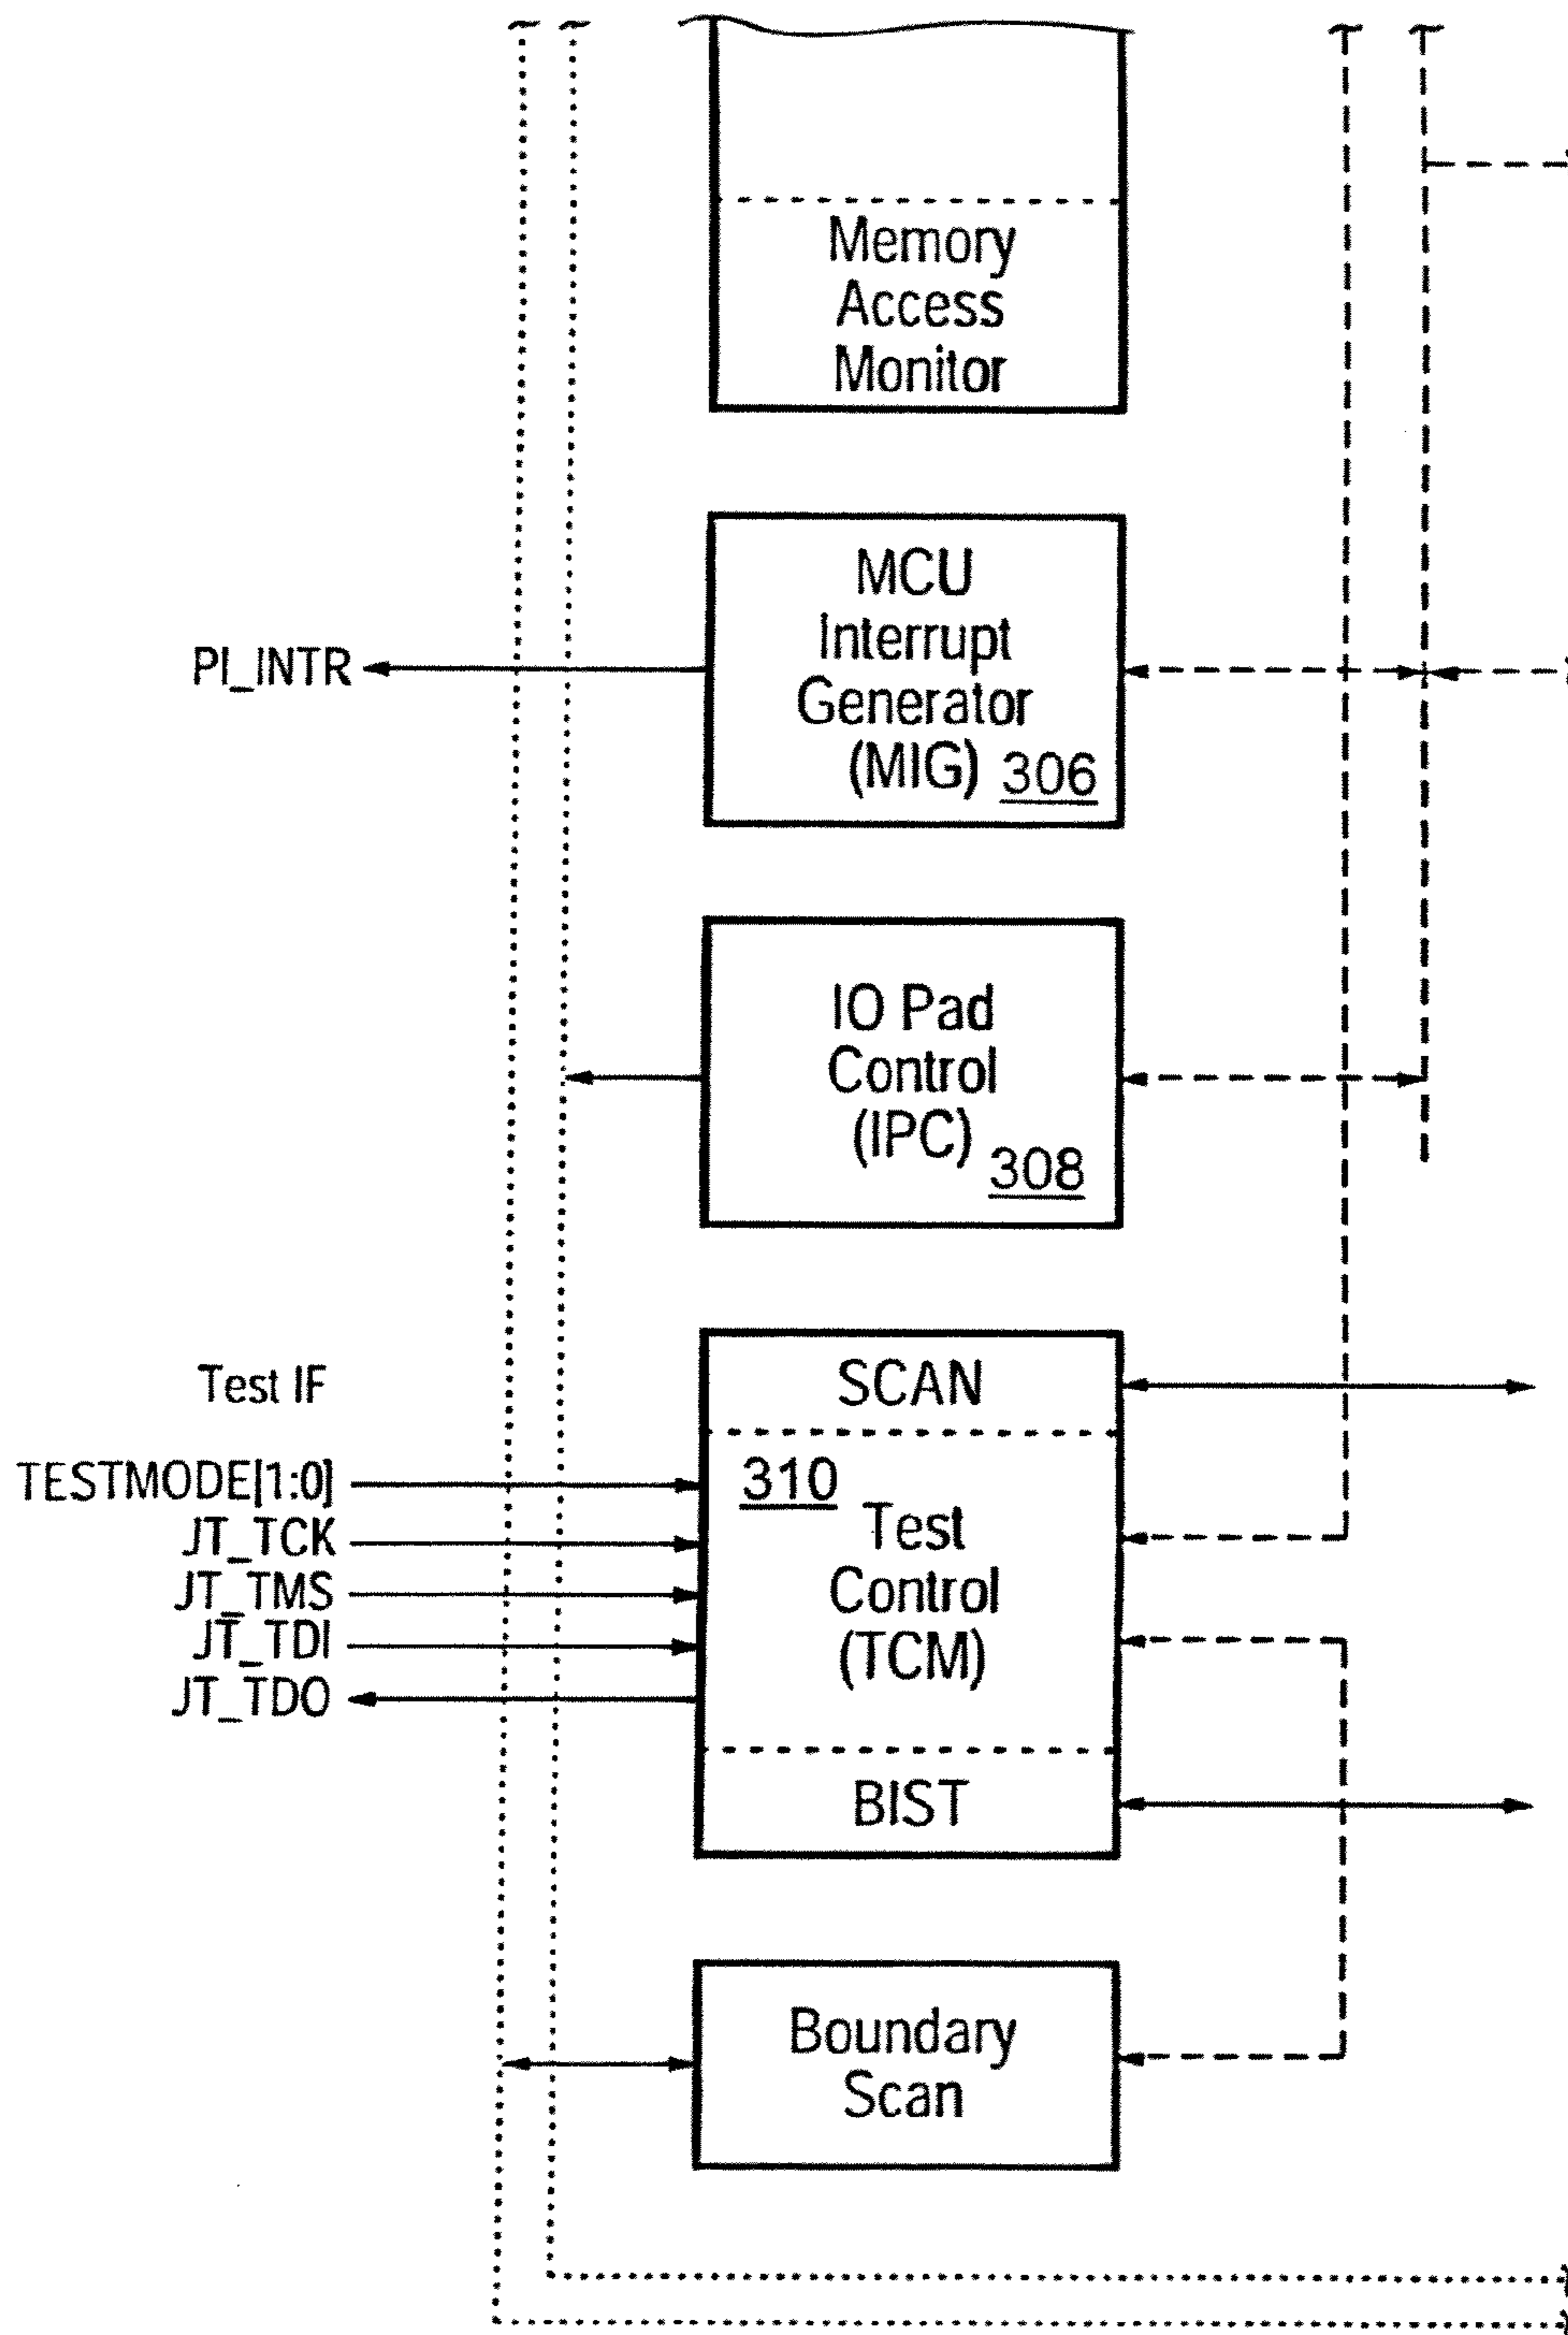 Memory
Access
Monitor
MCU
Interrupt
Generator
(MIG) 306
PI_INTR
IO Pad
Control
(IPC)
308
Test IF
TESTMODE[1:0]
JT_TCK
JT_TMS
JT_TDI
JT_TDO
SCAN
310
Test
Control
(TCM)
BIST
Boundary
Scan